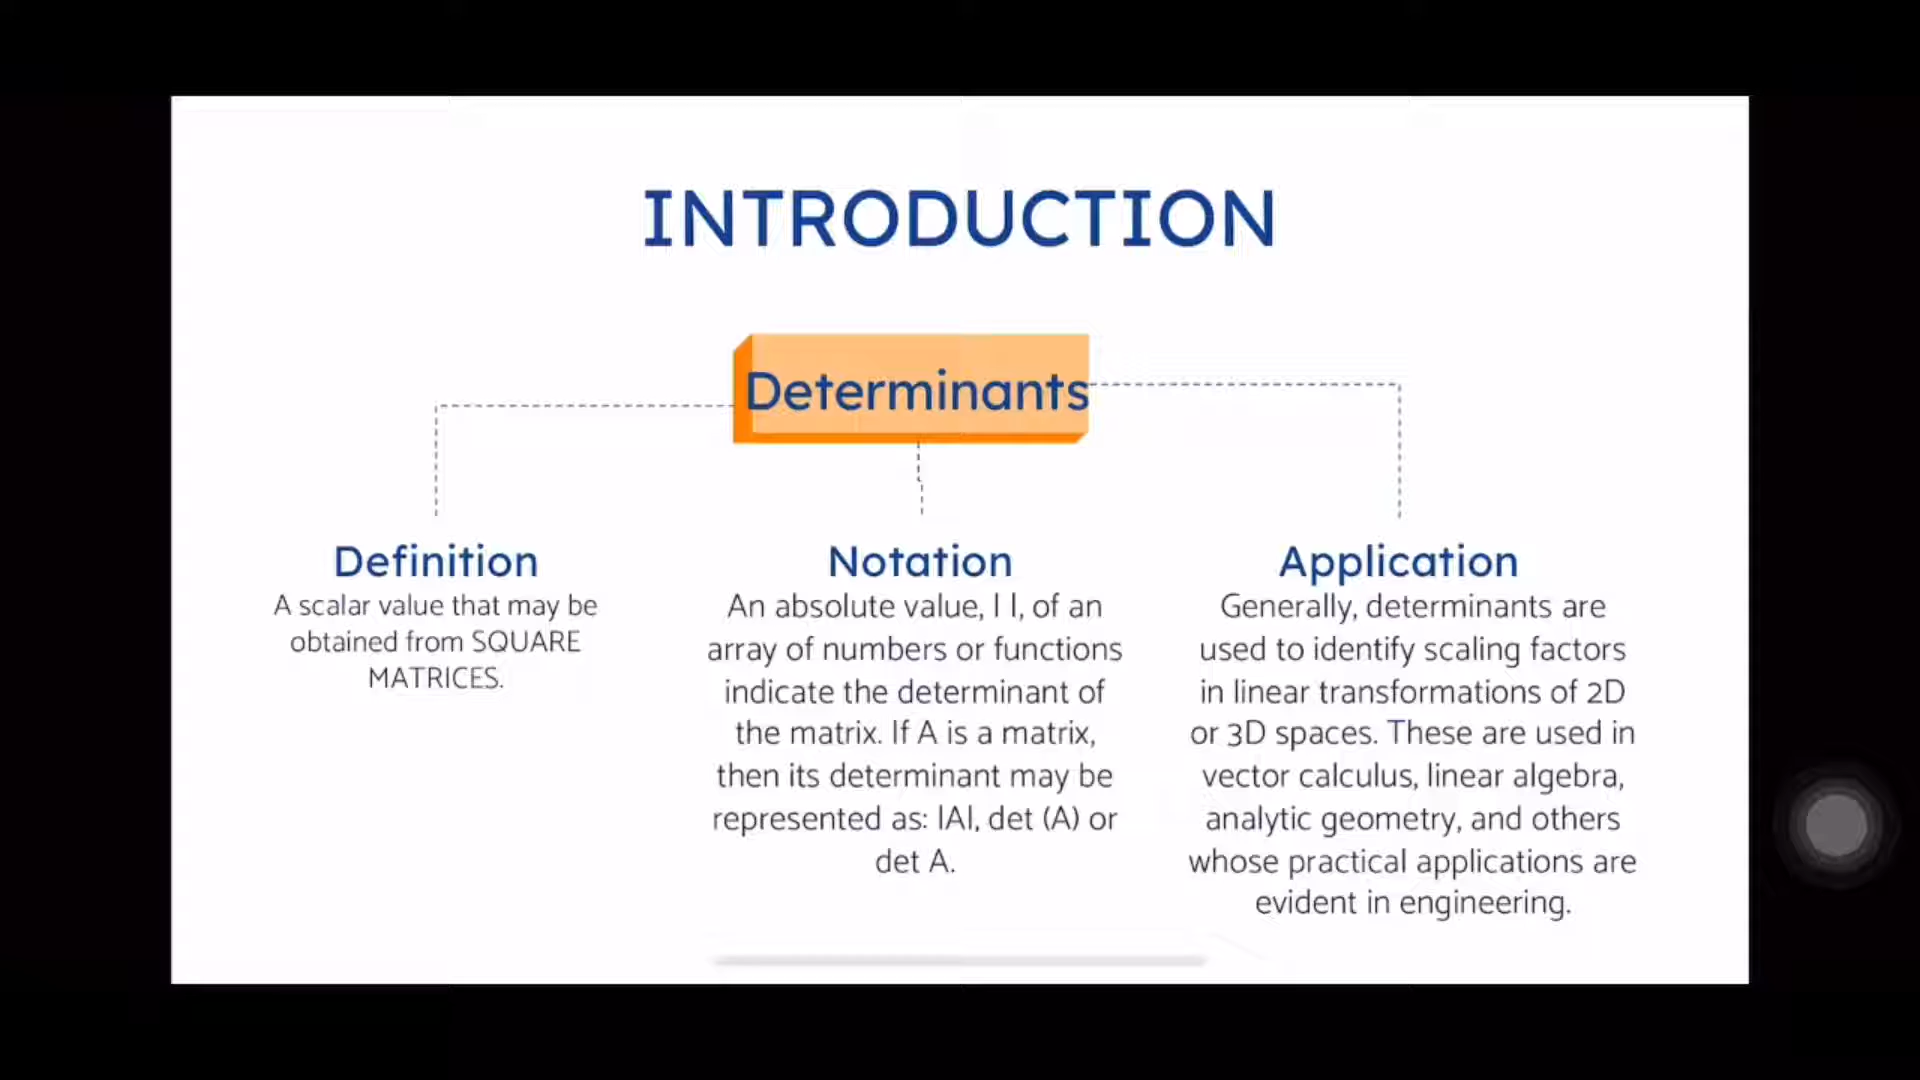 INTRODUCTION
Determinants
Definition
A scalar value that may be
obtained from SQUARE
MATRICES.
Notation
An absolute value, l l, of an
array of numbers or functions
indicate the determinant of
the matrix. If A is a matrix,
then its determinant may be
represented as: lAl, det (A) or
det A.
Application
Generally, determinants are
used to identify scaling factors
in linear transformations of 2D
or 3D spaces. These are used in
vector calculus, linear algebra,
analytic geometry, and others
whose practical applications are
evident in engineering.